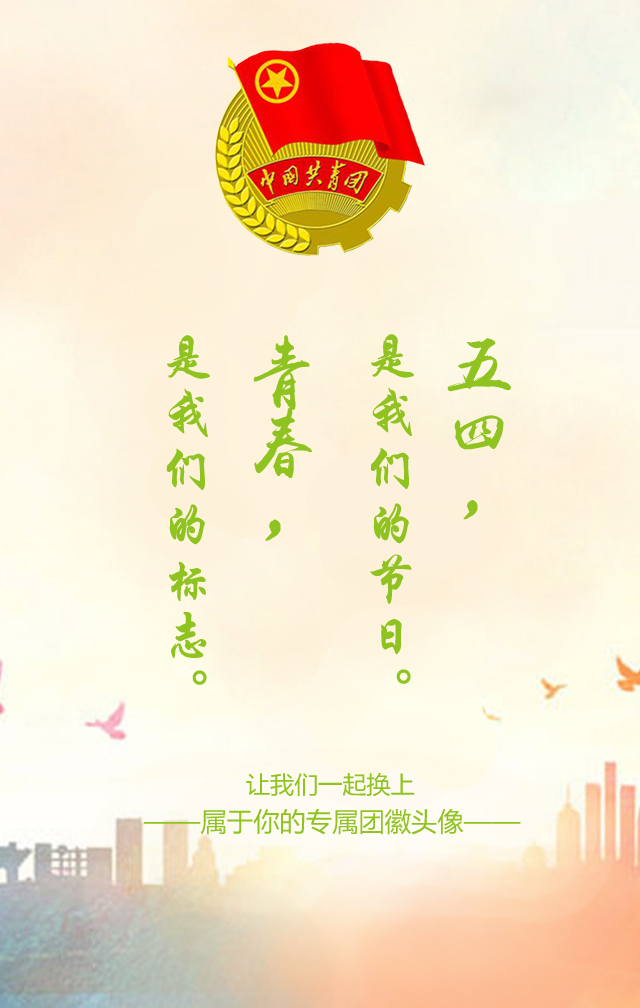 中国共青团
五四，
是我们的节日。
青春，
是我们的标志。
让我们一起换上
——属于你的专属团徽头像——